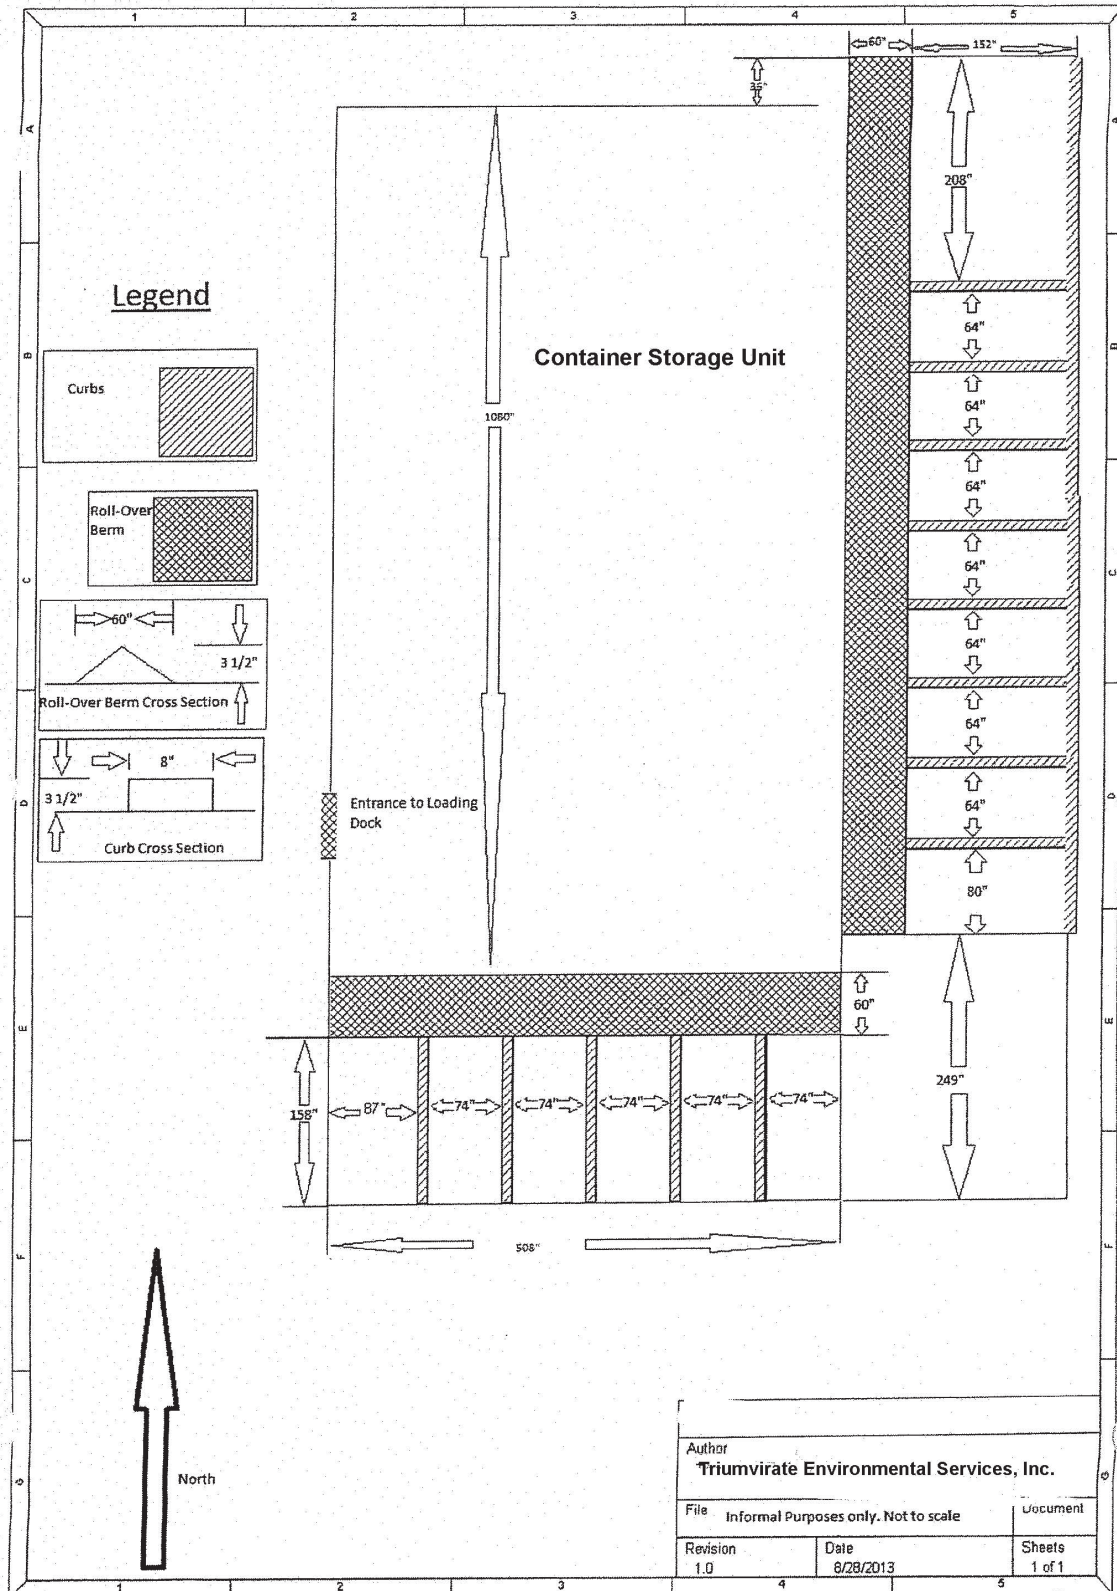 1 2 3 4 5
60" 152"
35"
A A
208"
Legend
B B
64"
Container Storage Unit
Curbs
64"
1060"
64"
Roll-Over
Berm
64"
C C
60"
64"
3 1/2"
Roll-Over Berm Cross Section
64"
8"
3 1/2"
Entrance to Loading
Dock
64"
D D
Curb Cross Section
80"
60"
E E
249"
158" 87" 74" 74" 74" 74" 74"
508"
F F
North
G G
Author
Triumvirate Environmental Services, Inc.
File Informal Purposes only. Not to scale Document
Revision Date Sheets
1.0 8/28/2013 1 of 1
1 2 3 4 5